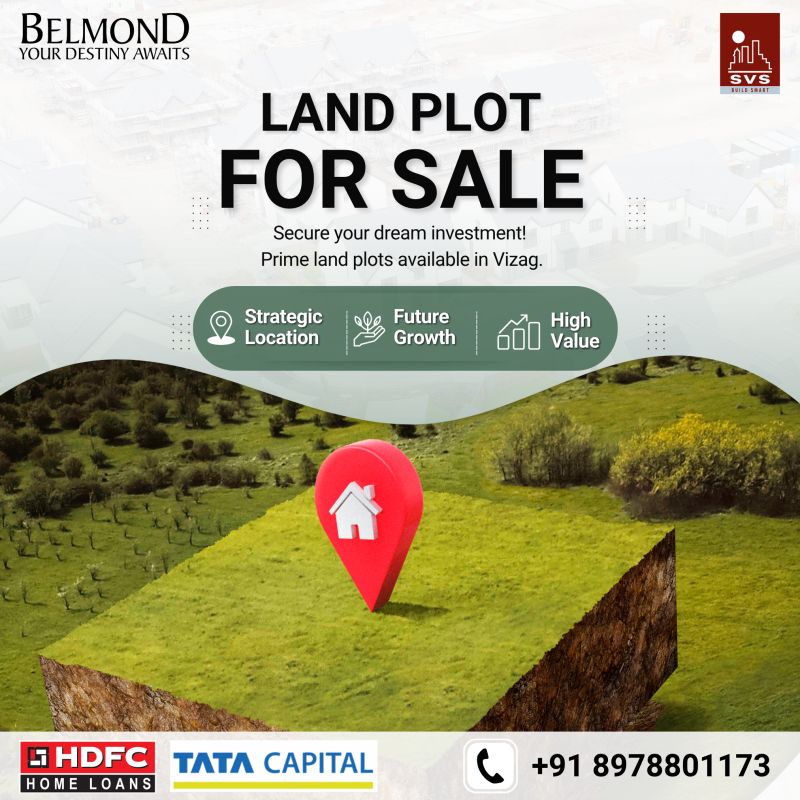 BELMOND
YOUR DESTINY AWAITS
SVS
BUILD SMART
LAND PLOT
FOR SALE
Secure your dream investment!
Prime land plots available in Vizag.
Strategic
Location
Future
Growth
High
Value
HDFC
HOME LOANS
TATA CAPITAL
+91 8978801173